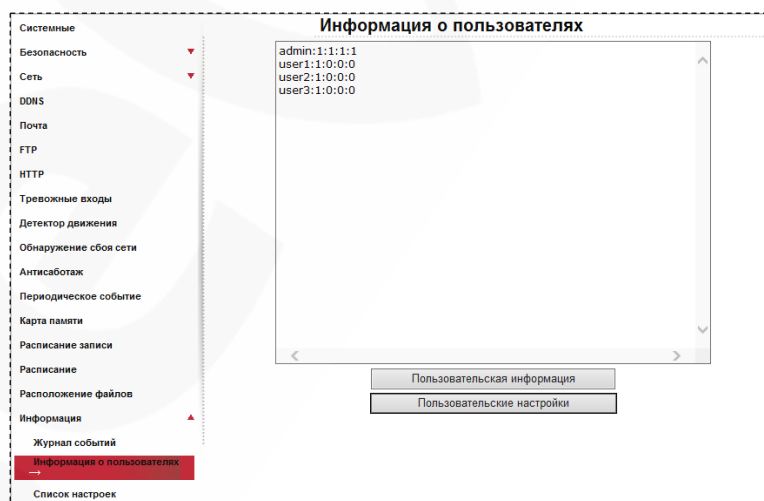 Информация о пользователях
Системные
Безопасность
Сеть
DDNS
Почта
FTP
HTTP
Тревожные входы
Детектор движения
Обнаружение сбоя сети
Антисаботаж
Периодическое событие
Карта памяти
Расписание записи
Расписание
Расположение файлов
Информация
Журнал событий
Информация о пользователях
Список настроек
admin:1:1:1:1
user1:1:0:0:0
user2:1:0:0:0
user3:1:0:0:0
Пользовательская информация
Пользовательские настройки